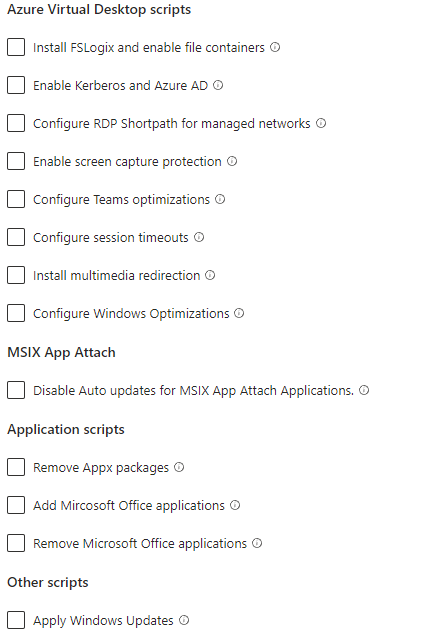 Azure Virtual Desktop scripts
Install FSLogix and enable file containers
Enable Kerberos and Azure AD
Configure RDP Shortpath for managed networks
Enable screen capture protection
Configure Teams optimizations
Configure session timeouts
Install multimedia redirection
Configure Windows Optimizations
MSIX App Attach
Disable Auto updates for MSIX App Attach Applications.
Application scripts
Remove Appx packages
Add Mircosoft Office applications
Remove Microsoft Office applications
Other scripts
Apply Windows Updates